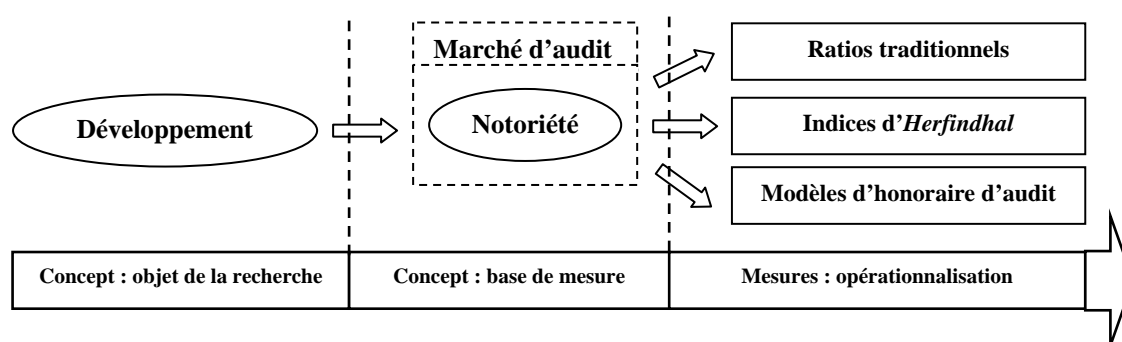 Marché d'audit
Ratios traditionnels
Développement
Notoriété
Indices d'Herfindhal
Modèles d'honoraire d'audit
Concept : objet de la recherche
Concept : base de mesure
Mesures : opérationnalisation